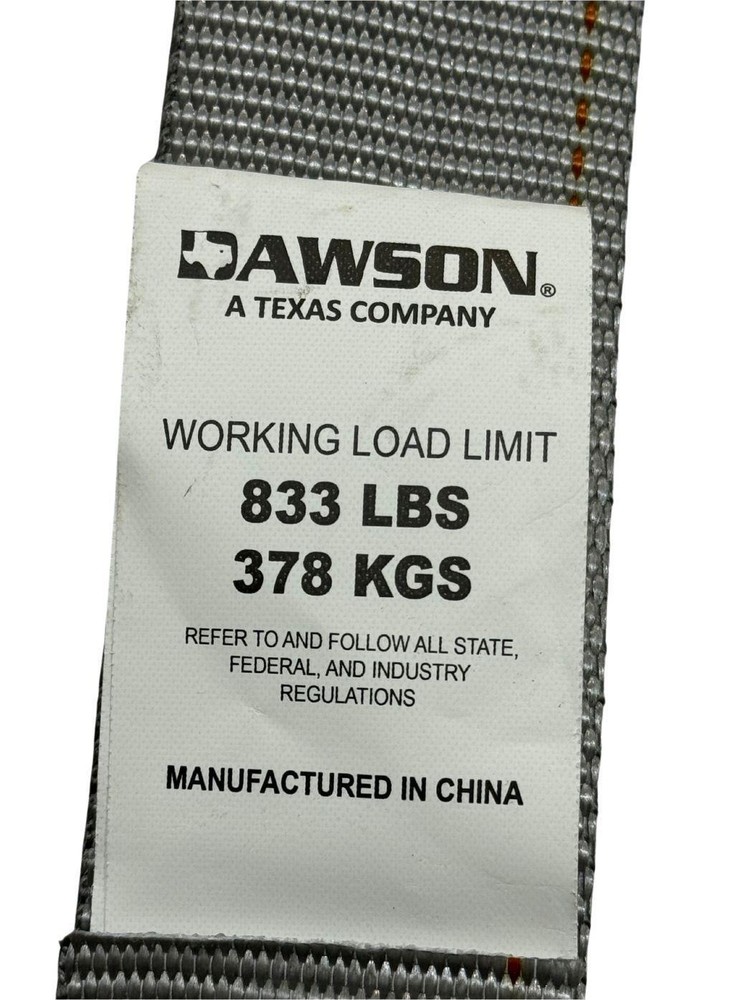 DAWSON®
A TEXAS COMPANY
WORKING LOAD LIMIT
833 LBS
378 KGS
REFER TO AND FOLLOW ALL STATE,
FEDERAL, AND INDUSTRY
REGULATIONS
MANUFACTURED IN CHINA